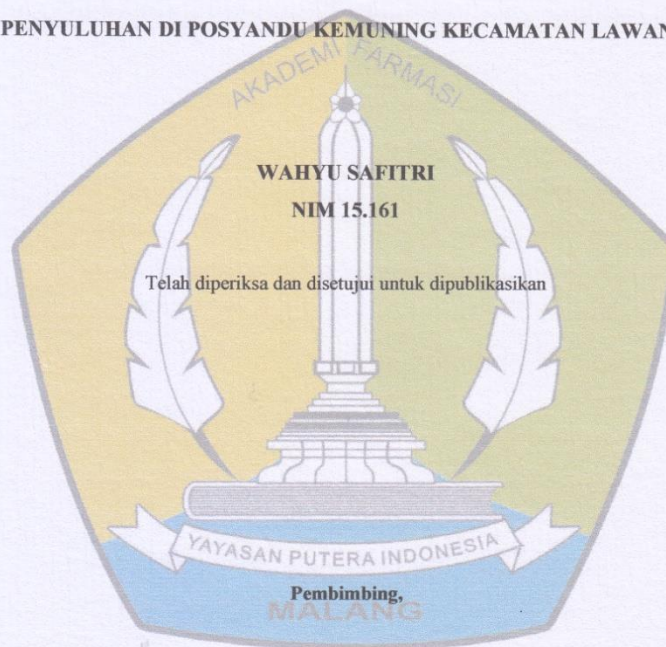 PENYULUHAN DI POSYANDU KEMUNING KECAMATAN LAWAN
AKADEMI FARMASI
WAHYU SAFITRI
NIM 15.161
Telah diperiksa dan disetujui untuk dipublikasikan
YAYASAN PUTERA INDONESIA
Pembimbing,
MALANG